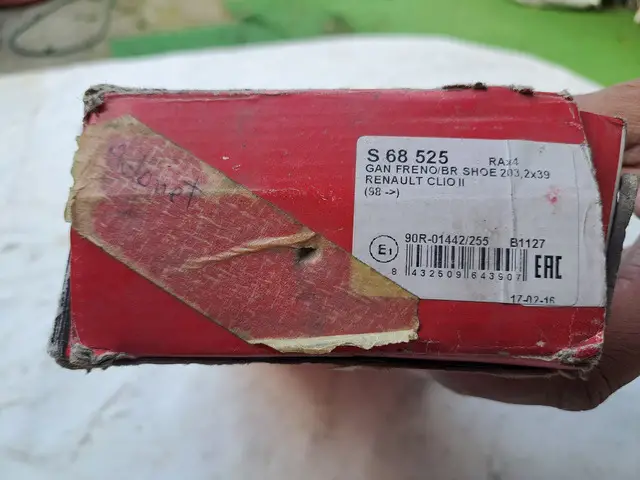 S 68 525 RAx4
GAN FRENO/BR SHOE 203,2x39
RENAULT CLIO II
(98 ->)
E1 90R-01442/255 B1127
8 432509 643907
EAC
17-02-16